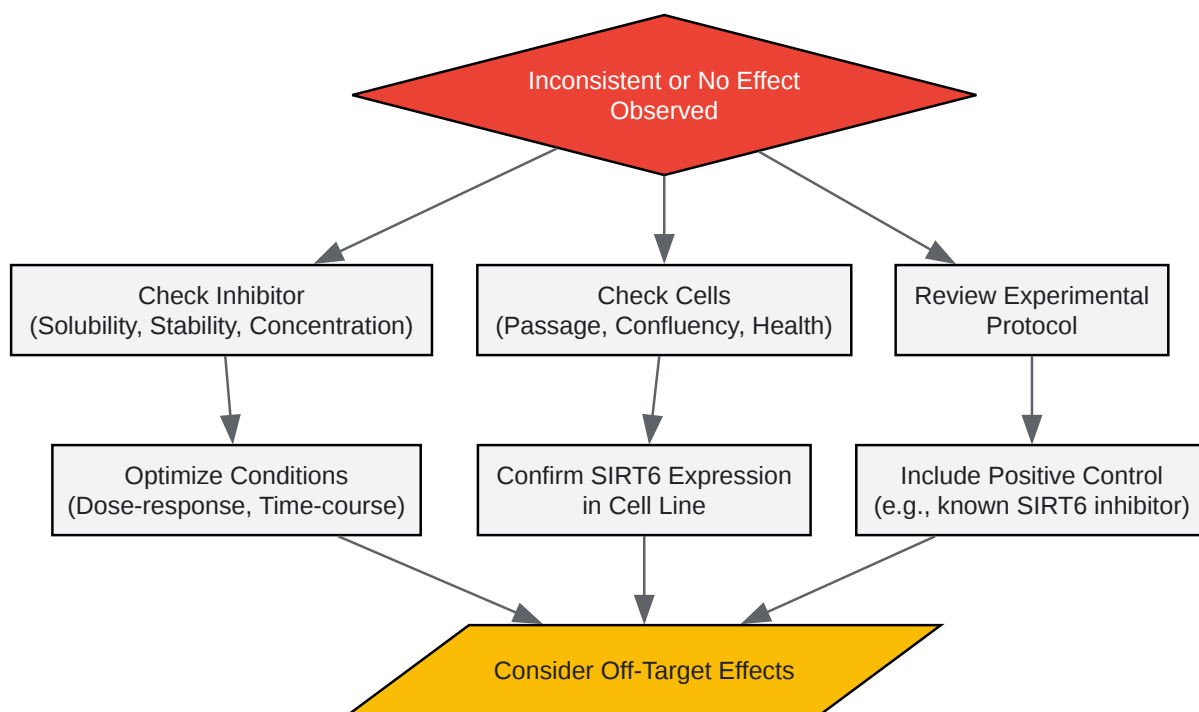 Inconsistent or No Effect
Observed
Check Inhibitor
(Solubility, Stability, Concentration)
Check Cells
(Passage, Confluency, Health)
Review Experimental
Protocol
Optimize Conditions
(Dose-response, Time-course)
Confirm SIRT6 Expression
in Cell Line
Include Positive Control
(e.g., known SIRT6 inhibitor)
Consider Off-Target Effects